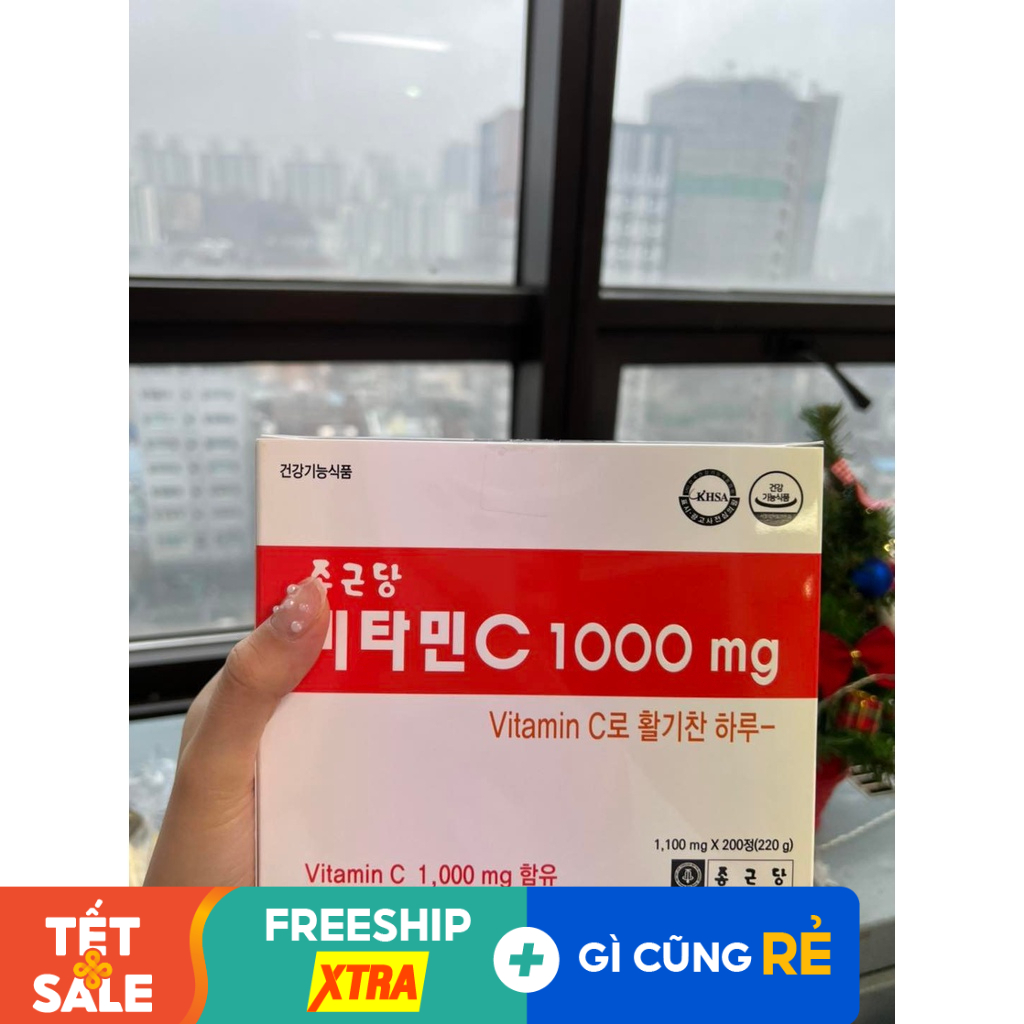 건강기능식품
KHSA
건강
기능식품
종근당
비타민C 1000 mg
Vitamin C로 활기찬 하루-
1,100 mg X 200정(220 g)
Vitamin C 1,000 mg 함유
종근당
TẾT
SALE
FREESHIP
XTRA
+
GÌ CŨNG RẺ